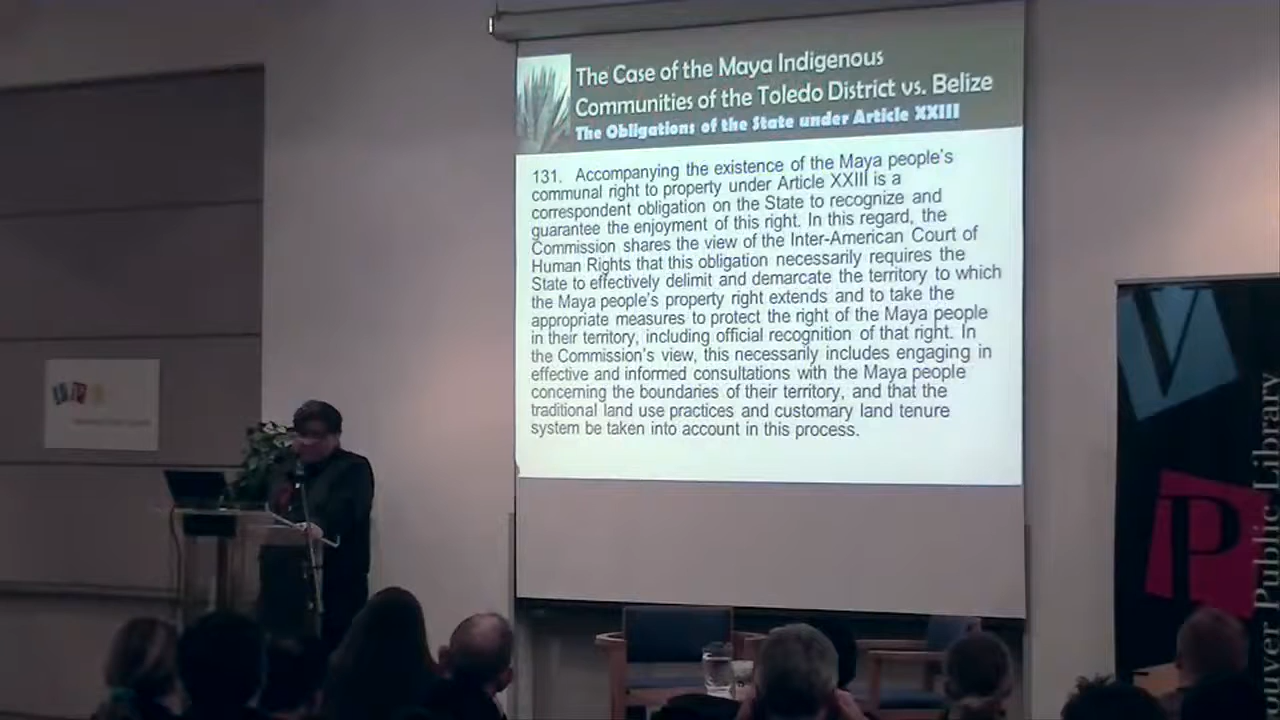 The Case of the Maya Indigenous
Communities of the Toledo District vs. Belize
The Obligations of the State under Article XXIII
131. Accompanying the existence of the Maya people's
communal right to property under Article XXIII is a
correspondent obligation on the State to recognize and
guarantee the enjoyment of this right. In this regard, the
Commission shares the view of the Inter-American Court of
Human Rights that this obligation necessarily requires the
State to effectively delimit and demarcate the territory to which
the Maya people's property right extends and to take the
appropriate measures to protect the right of the Maya people
in their territory, including official recognition of that right. In
the Commission's view, this necessarily includes engaging in
effective and informed consultations with the Maya people
concerning the boundaries of their territory, and that the
traditional land use practices and customary land tenure
system be taken into account in this process.
V
P
ouver Public Library